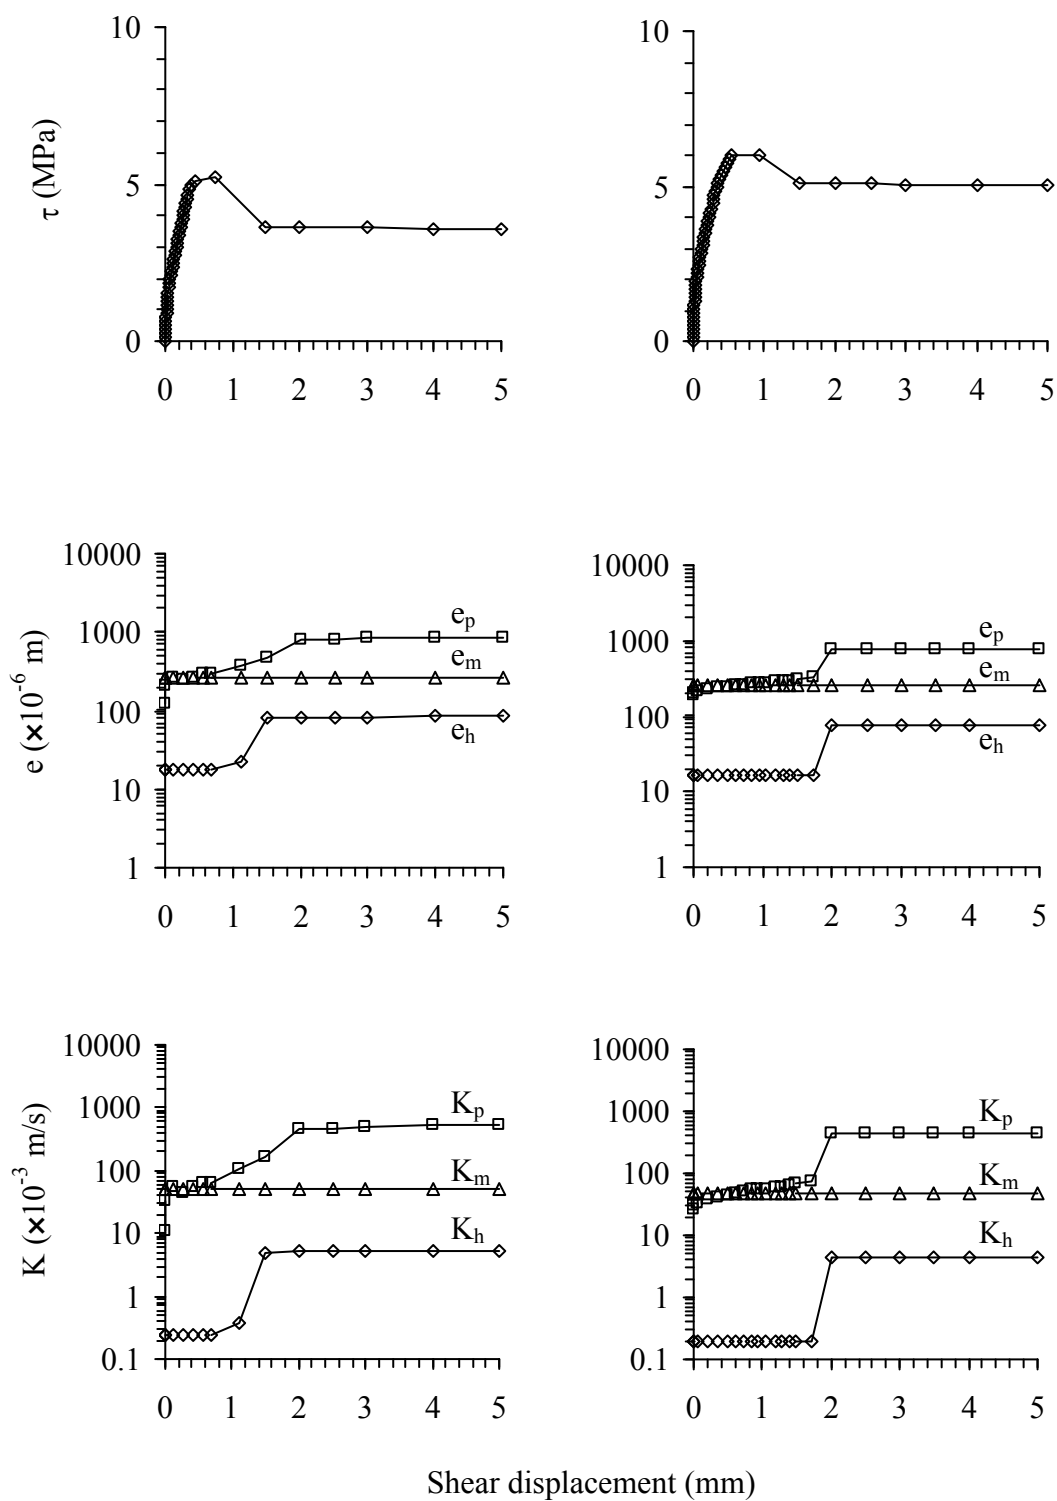 τ (MPa)
10
5
0
0 1 2 3 4 5
10
5
0
0 1 2 3 4 5
e (×10⁻⁶ m)
10000
1000
100
10
1
e_p
e_m
e_h
0 1 2 3 4 5
10000
1000
100
10
1
e_p
e_m
e_h
0 1 2 3 4 5
K (×10⁻³ m/s)
10000
1000
100
10
1
0.1
K_p
K_m
K_h
0 1 2 3 4 5
10000
1000
100
10
1
0.1
K_p
K_m
K_h
0 1 2 3 4 5
Shear displacement (mm)